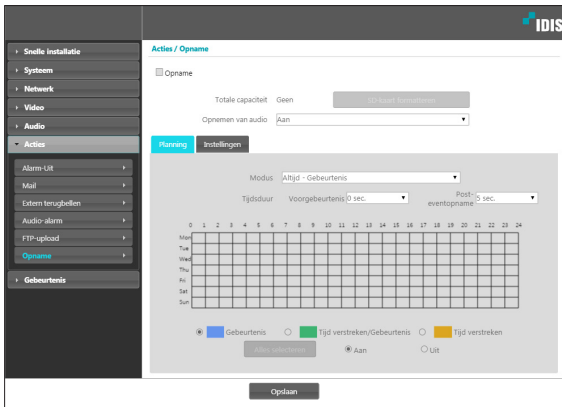 IDIS
Snelle installatie
Systeem
Netwerk
Video
Audio
Acties
Alarm-Uit
Mail
Extern terugbellen
Audio-alarm
FTP-upload
Opname
Gebeurtenis
Acties / Opname
Opname
Totale capaciteit Geen SD-kaart formatteren
Opnemen van audio Aan
Planning Instellingen
Modus Altijd - Gebeurtenis
Tijdsduur Voorgebeurtenis 0 sec. Post-eventopname 5 sec.
0 1 2 3 4 5 6 7 8 9 10 11 12 13 14 15 16 17 18 19 20 21 22 23 24
Mon
Tue
Wed
Thu
Fri
Sat
Sun
Gebeurtenis Tijd verstreken/Gebeurtenis Tijd verstreken
Alles selecteren Aan Uit
Opslaan